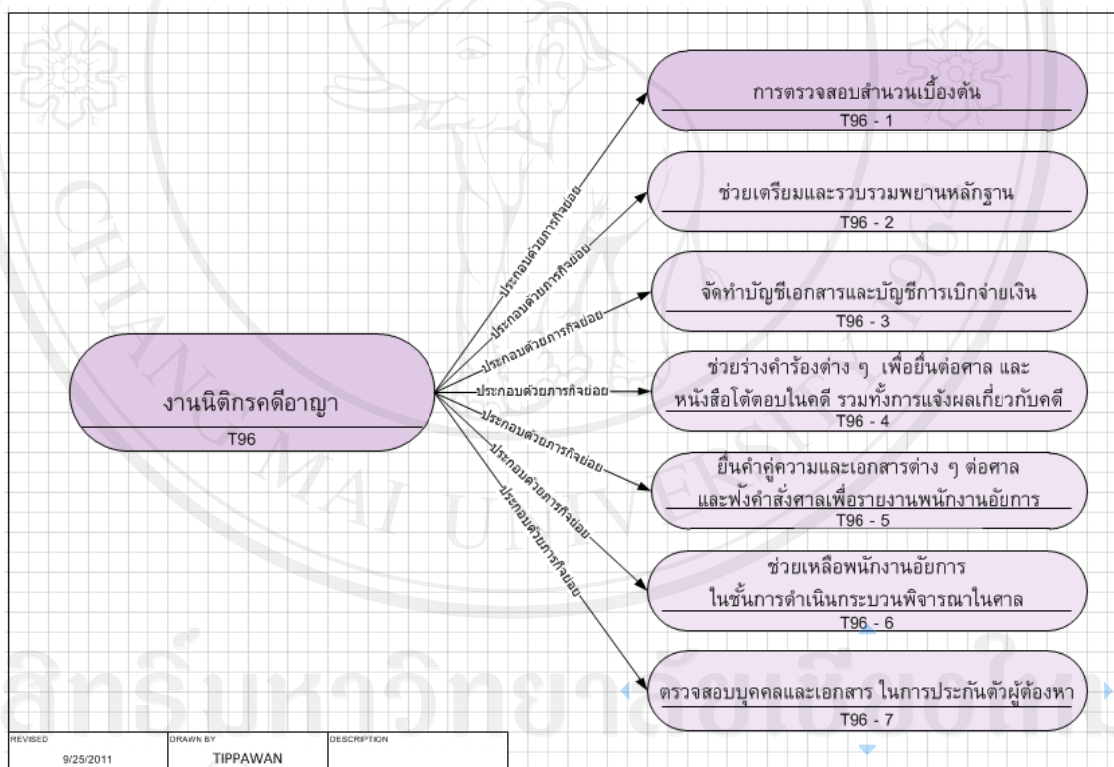 การตรวจสอบสำนวนเบื้องต้น
T96 - 1
ช่วยเตรียมและรวบรวมพยานหลักฐาน
T96 - 2
จัดทำบัญชีเอกสารและบัญชีการเบิกจ่ายเงิน
T96 - 3
ช่วยร่างคำร้องต่าง ๆ เพื่อยื่นต่อศาล และ
หนังสือโต้ตอบในคดี รวมทั้งการแจ้งผลเกี่ยวกับคดี
T96 - 4
ยื่นคำคู่ความและเอกสารต่าง ๆ ต่อศาล
และฟังคำสั่งศาลเพื่อรายงานพนักงานอัยการ
T96 - 5
ช่วยเหลือพนักงานอัยการ
ในชั้นการดำเนินกระบวนพิจารณาในศาล
T96 - 6
ตรวจสอบบุคคลและเอกสาร ในการประกันตัวผู้ต้องหา
T96 - 7
งานนิติกรคดีอาญา
T96
ประกอบด้วยภารกิจย่อย
ประกอบด้วยภารกิจย่อย
ประกอบด้วยภารกิจย่อย
ประกอบด้วยภารกิจย่อย
ประกอบด้วยภารกิจย่อย
ประกอบด้วยภารกิจย่อย
ประกอบด้วยภารกิจย่อย
CHIANG MAI UNIVERSITY 1964
สิทธิ์มหาวิทยาลัยเชียงให
REVISED
9/25/2011
DRAWN BY
TIPPAWAN
DESCRIPTION